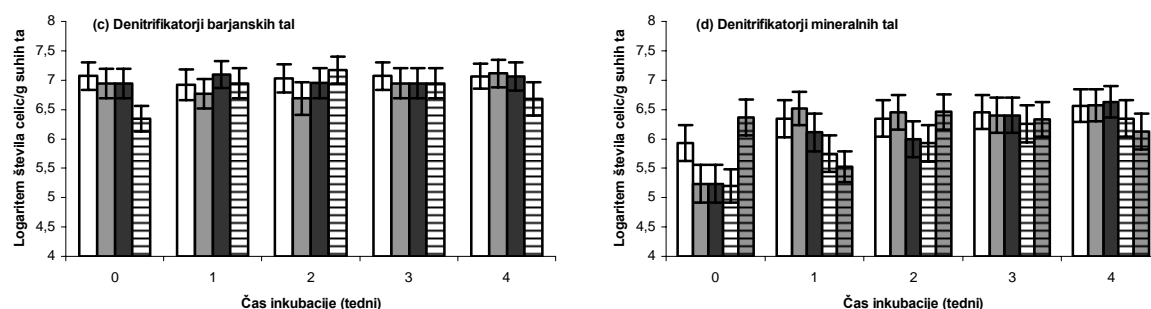 (c) Denitrifikatorji barjanskih tal
Logaritem števila celic/g suhih ta
8
7,5
7
6,5
6
5,5
5
4,5
4
0 1 2 3 4
Čas inkubacije (tedni)
(d) Denitrifikatorji mineralnih tal
Logaritem števila celic/g suhih ta
8
7,5
7
6,5
6
5,5
5
4,5
4
0 1 2 3 4
Čas inkubacije (tedni)